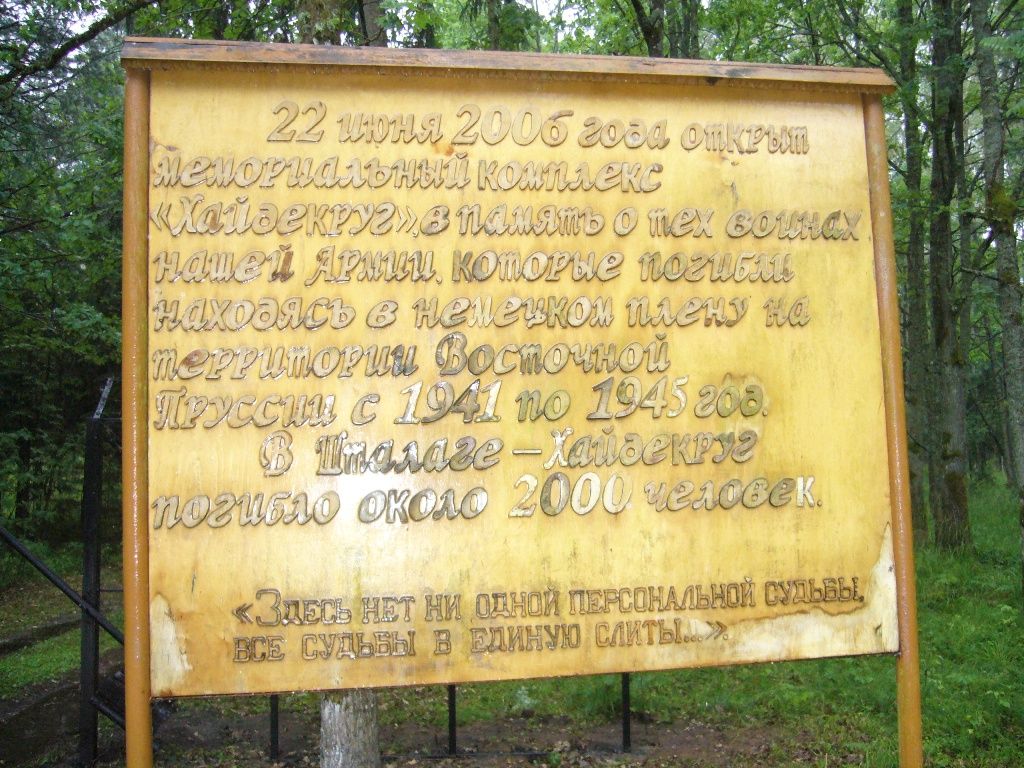 22 июня 2006 года открыт
мемориальный комплекс
«Хайдекруг», в память о тех воинах
нашей Армии, которые погибли
находясь в немецком плену на
территории Восточной
Пруссии с 1941 по 1945 год.
В Шталаге – Хайдекруг
погибло около 2000 человек.
«Здесь нет ни одной персональной судьбы,
все судьбы в единую слиты...».